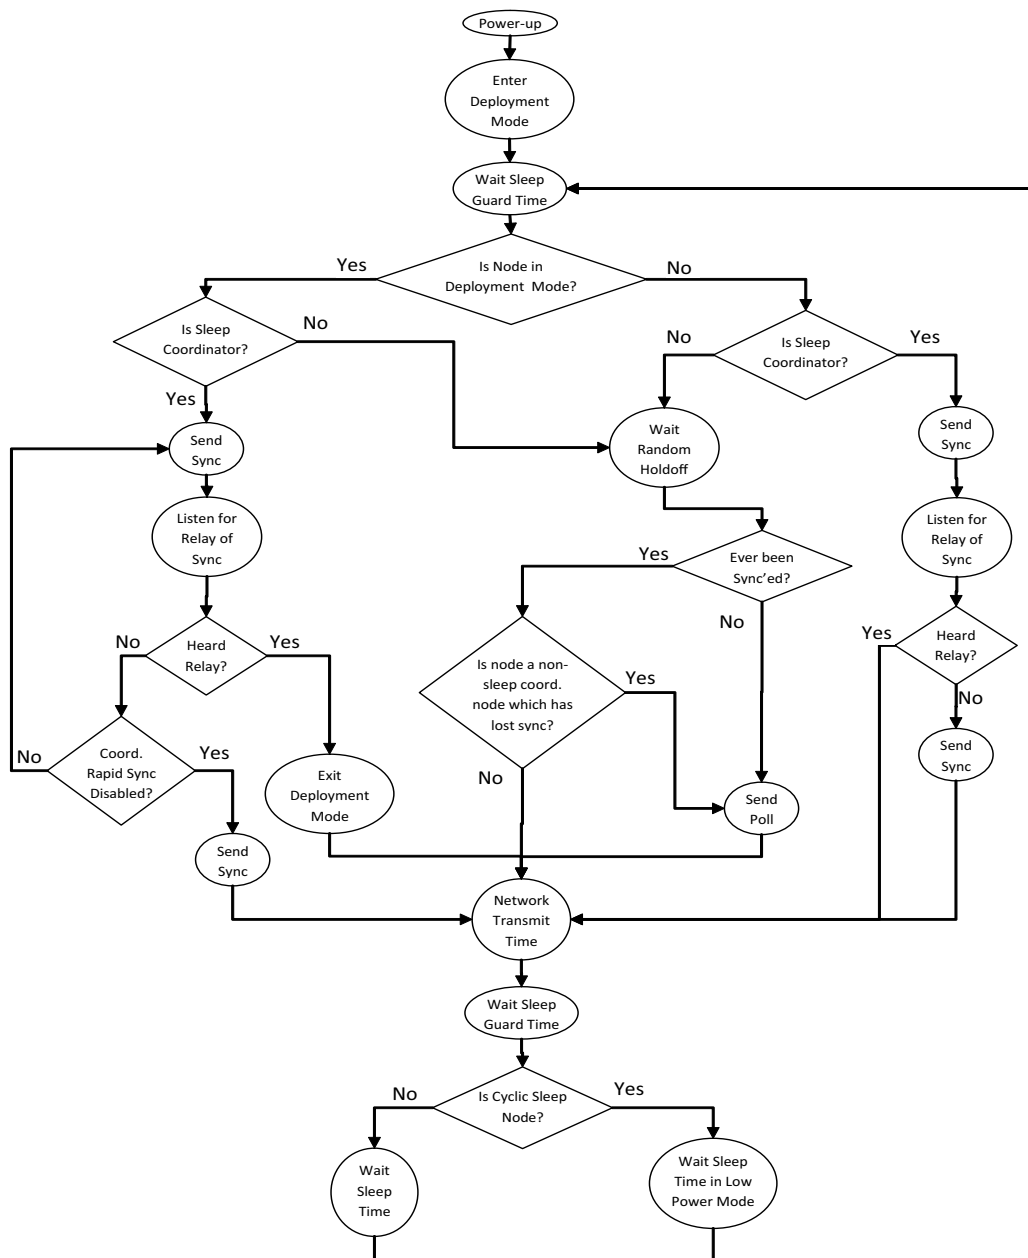 Power-up
Enter
Deployment
Mode
Wait Sleep
Guard Time
Yes
Is Node in
Deployment Mode?
No
Is Sleep
Coordinator?
No
No
Is Sleep
Coordinator?
Yes
Yes
Send
Sync
Wait
Random
Holdoff
Send
Sync
Listen for
Relay of
Sync
Listen for
Relay of
Sync
Yes
Ever been
Sync'ed?
No
No
Heard
Relay?
Yes
Yes
Heard
Relay?
No
Is node a non-
sleep coord.
node which has
lost sync?
Yes
No
No
Coord.
Rapid Sync
Disabled?
Yes
Exit
Deployment
Mode
Send
Poll
Send
Sync
Send
Sync
Network
Transmit
Time
Wait Sleep
Guard Time
No
Is Cyclic Sleep
Node?
Yes
Wait
Sleep
Time
Wait Sleep
Time in Low
Power Mode